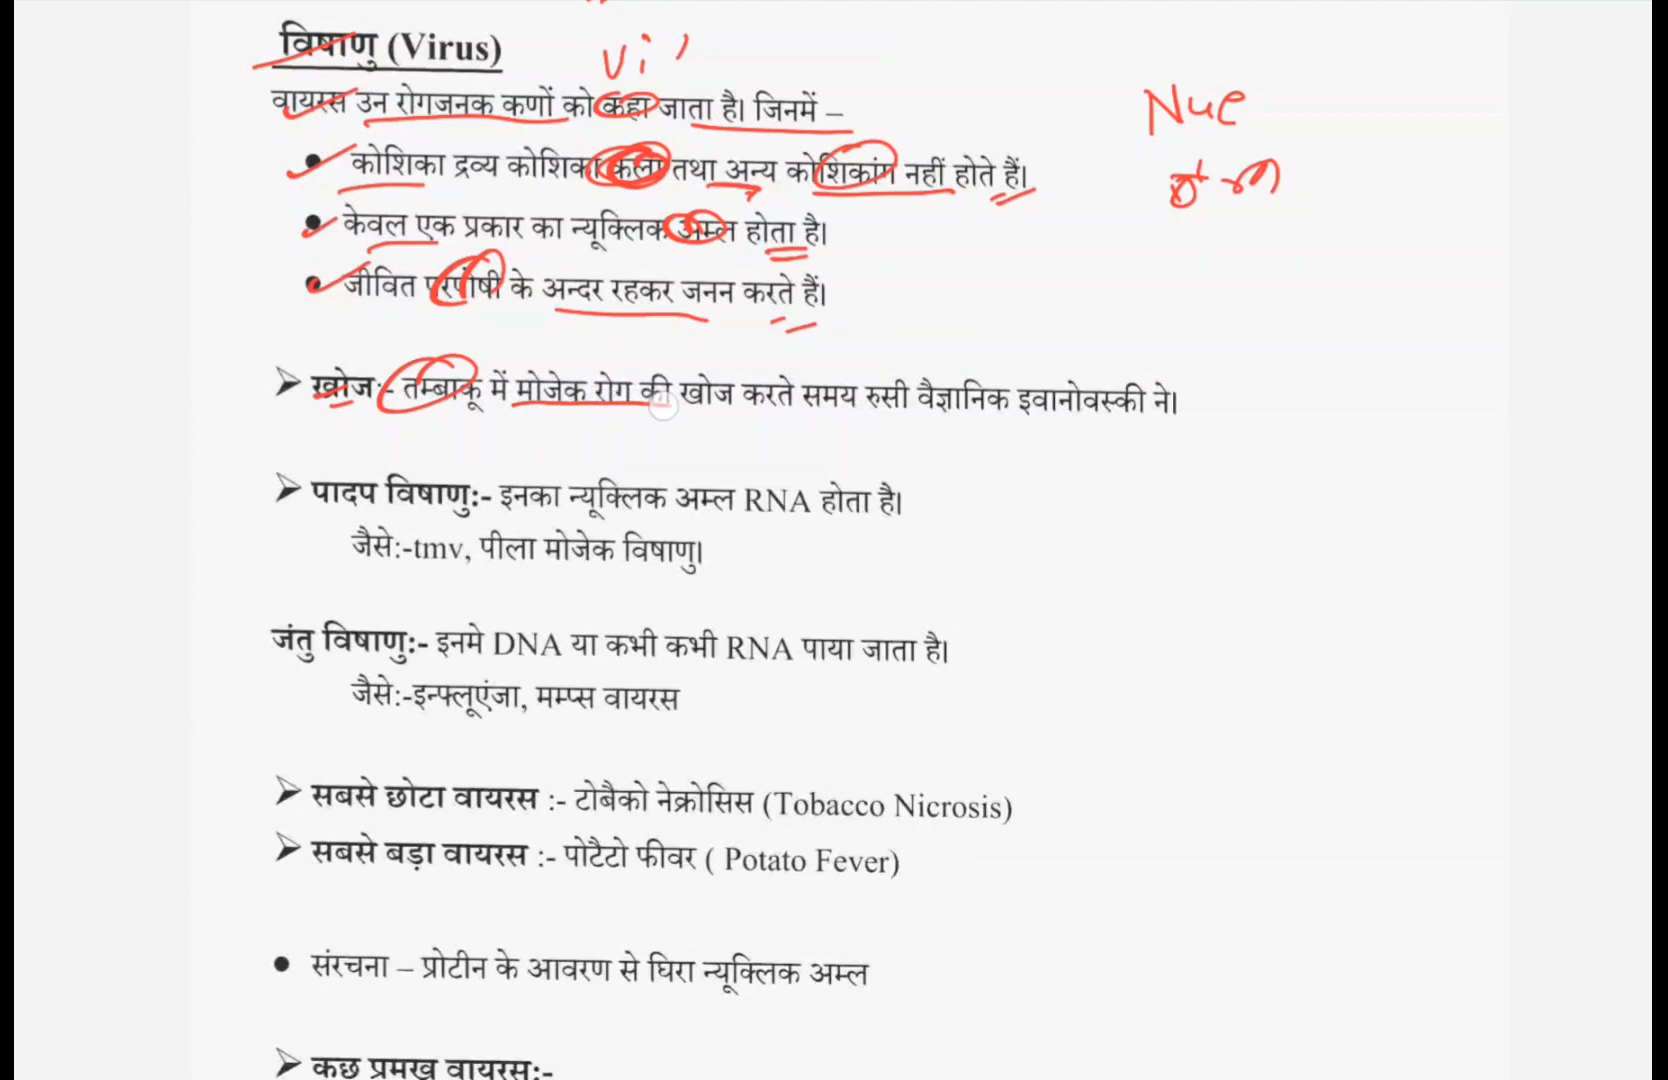 विषाणु (Virus)
Vi
वायरस उन रोगजनक कणों को कहा जाता है। जिनमें –
Nuc
● कोशिका द्रव्य कोशिका कला तथा अन्य कोशिकांग नहीं होते हैं।
● केवल एक प्रकार का न्यूक्लिक अम्ल होता है।
● जीवित परपोषी के अन्दर रहकर जनन करते हैं।
➢ खोज:- तम्बाकू में मोजेक रोग की खोज करते समय रुसी वैज्ञानिक इवानोवस्की ने।
➢ पादप विषाणु:- इनका न्यूक्लिक अम्ल RNA होता है।
जैसे:-tmv, पीला मोजेक विषाणु।
जंतु विषाणु:- इनमे DNA या कभी कभी RNA पाया जाता है।
जैसे:-इन्फ्लूएंजा, मम्प्स वायरस
➢ सबसे छोटा वायरस :- टोबैको नेक्रोसिस (Tobacco Nicrosis)
➢ सबसे बड़ा वायरस :- पोटैटो फीवर ( Potato Fever)
● संरचना – प्रोटीन के आवरण से घिरा न्यूक्लिक अम्ल
➢ कुछ प्रमुख वायरस:-